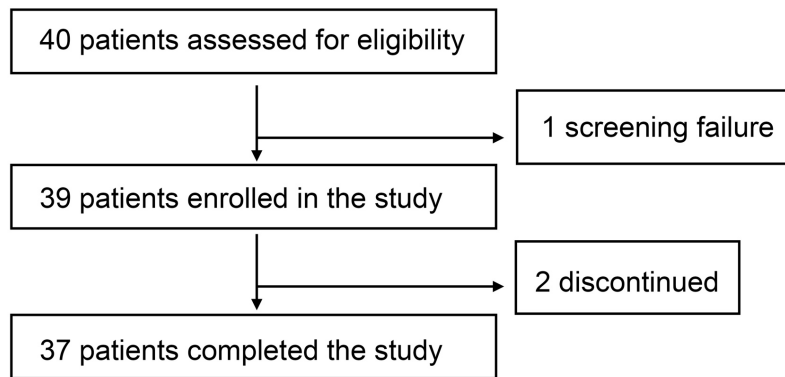 40 patients assessed for eligibility
1 screening failure
39 patients enrolled in the study
2 discontinued
37 patients completed the study